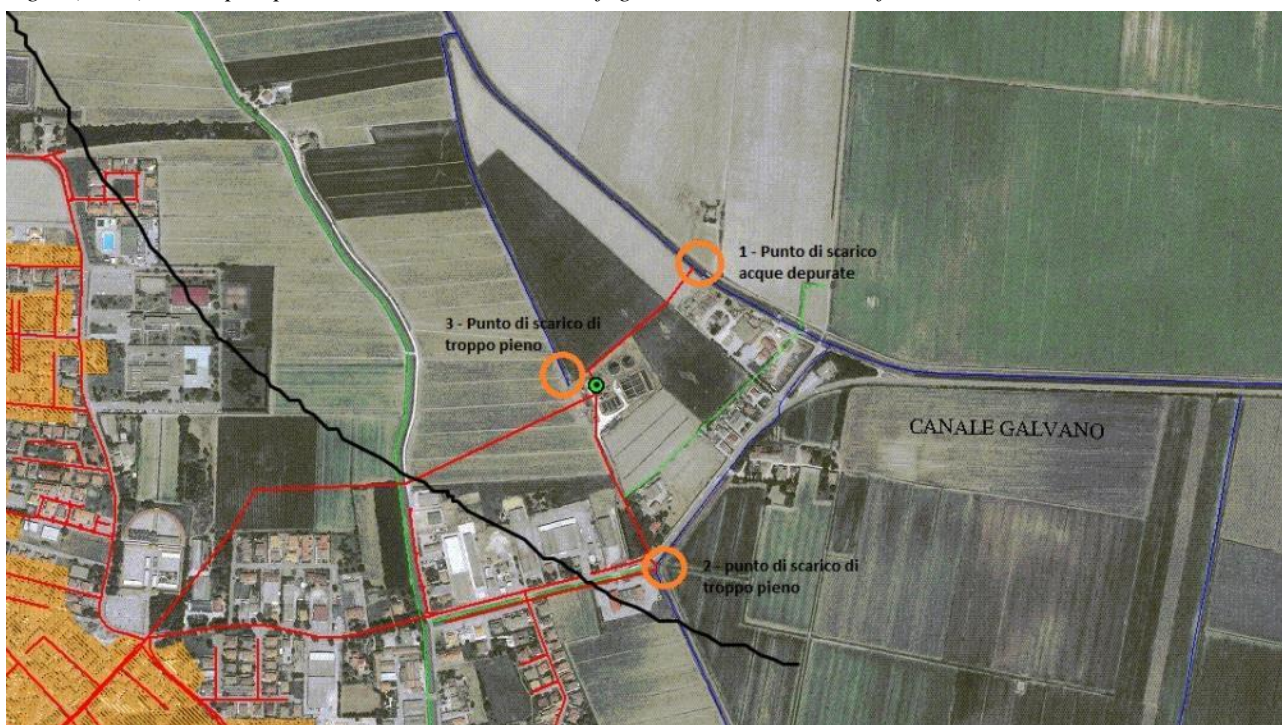 1 - Punto di scarico
acque depurate
3 - Punto di scarico di
troppo pieno
CANALE GALVANO
2 - punto di scarico di
troppo pieno